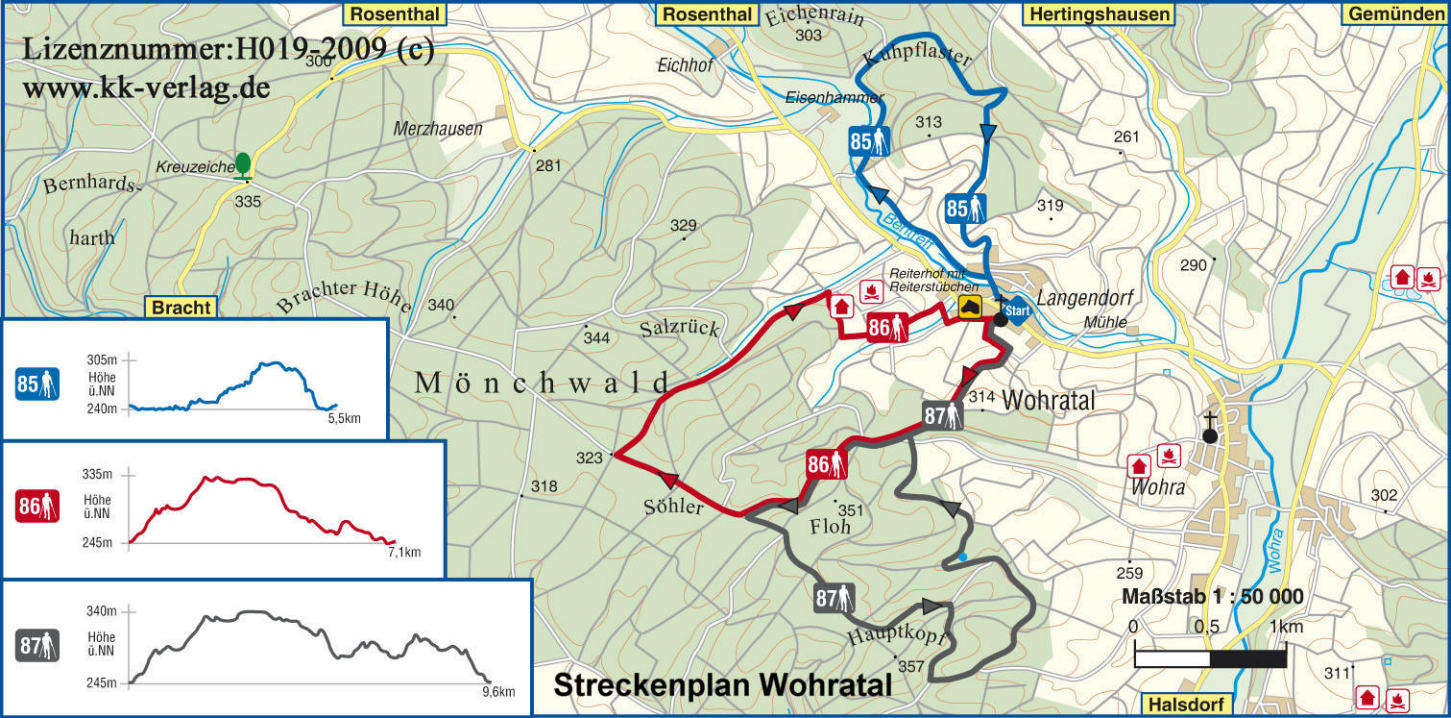 Rosenthal
Rosenthal
Hertingshausen
Gemünden
Lizenznummer:H019-2009 (c)
www.kk-verlag.de
300
Eichenrain
303
Kuhpflaster
Eichhof
Eisenhammer
Merzhausen
313
261
85
281
Kreuzeiche
335
Bernhards-
harth
85
319
329
Bentreff
290
Reiterhof mit
Reiterstübchen
Brachter Höhe
340
Bracht
Langendorf
Start
Mühle
86
Salzrück
344
Mönchwald
314
Wohratal
87
323
86
318
Söhler
351
Floh
Wohra
302
Wohra
259
87
Hauptkopf
357
311
Maßstab 1 : 50 000
0 0,5 1km
Halsdorf
Streckenplan Wohratal
85
305m
Höhe
ü.NN
240m
5,5km
86
335m
Höhe
ü.NN
245m
7,1km
87
340m
Höhe
ü.NN
245m
9,6km